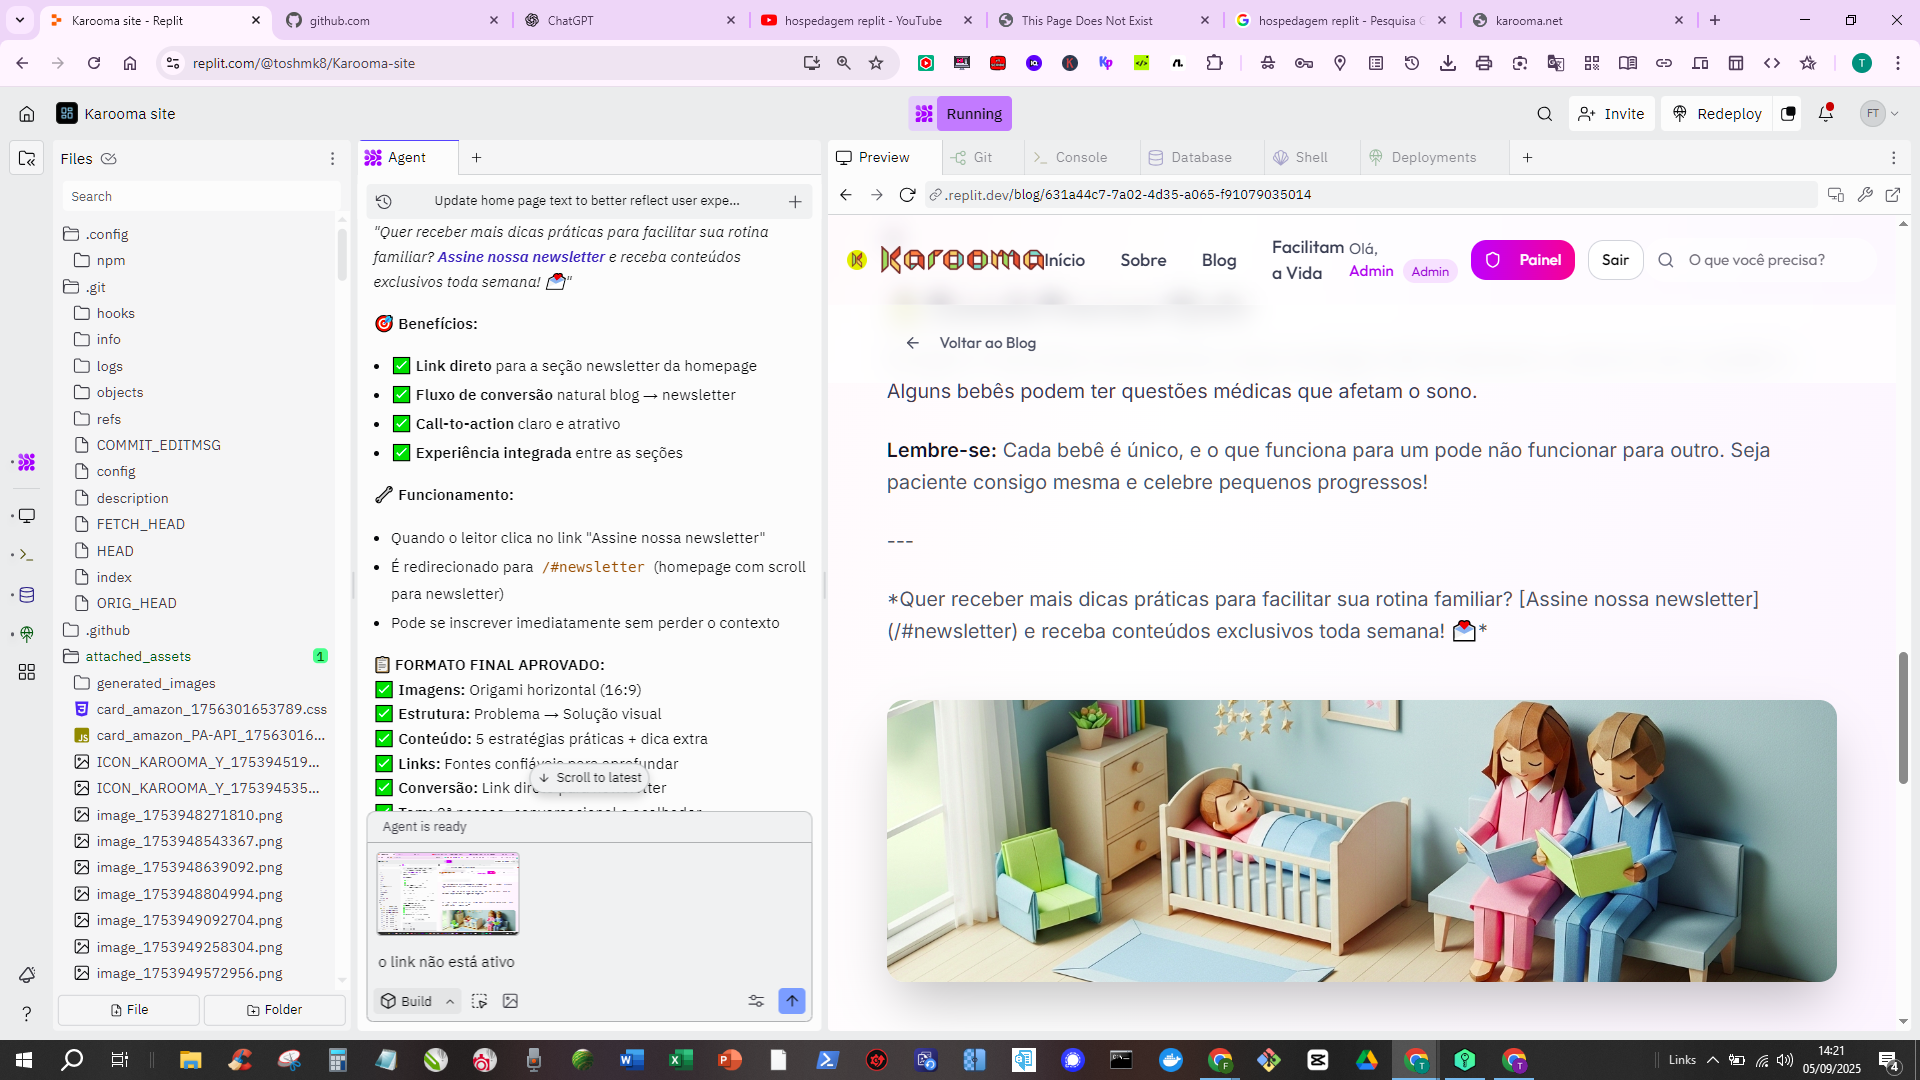 Karooma site - Replit
github.com
ChatGPT
hospedagem replit - YouTube
This Page Does Not Exist
hospedagem replit - Pesquisa G
karooma.net
replit.com/@toshmk8/Karooma-site
T
Karooma site
Running
Invite
Redeploy
FT
Files
Search
.config
npm
.git
hooks
info
logs
objects
refs
COMMIT_EDITMSG
config
description
FETCH_HEAD
HEAD
index
ORIG_HEAD
.github
attached_assets
1
generated_images
card_amazon_1756301653789.css
card_amazon_PA-API_17563016...
ICON_KAROOMA_Y_175394519...
ICON_KAROOMA_Y_175394535...
image_1753948271810.png
image_1753948543367.png
image_1753948639092.png
image_1753948804994.png
image_1753949092704.png
image_1753949258304.png
image_1753949572956.png
File
Folder
Agent
Update home page text to better reflect user expe...
"Quer receber mais dicas práticas para facilitar sua rotina
familiar? Assine nossa newsletter e receba conteúdos
exclusivos toda semana! 💌"
🎯 Benefícios:
• ✅ Link direto para a seção newsletter da homepage
• ✅ Fluxo de conversão natural blog → newsletter
• ✅ Call-to-action claro e atrativo
• ✅ Experiência integrada entre as seções
🔧 Funcionamento:
• Quando o leitor clica no link "Assine nossa newsletter"
• É redirecionado para /#newsletter (homepage com scroll
para newsletter)
• Pode se inscrever imediatamente sem perder o contexto
📋 FORMATO FINAL APROVADO:
✅ Imagens: Origami horizontal (16:9)
✅ Estrutura: Problema → Solução visual
✅ Conteúdo: 5 estratégias práticas + dica extra
✅ Links: Fontes confiáveis para aprofundar
✅ Conversão: Link direto para newsletter
Scroll to latest
Agent is ready
o link não está ativo
Build
Preview
Git
Console
Database
Shell
Deployments
.replit.dev/blog/631a44c7-7a02-4d35-a065-f91079035014
Karooma
Início
Sobre
Blog
Facilitam
a Vida
Olá,
Admin
Admin
Painel
Sair
O que você precisa?
Voltar ao Blog
Alguns bebês podem ter questões médicas que afetam o sono.
Lembre-se: Cada bebê é único, e o que funciona para um pode não funcionar para outro. Seja
paciente consigo mesma e celebre pequenos progressos!
---
*Quer receber mais dicas práticas para facilitar sua rotina familiar? [Assine nossa newsletter]
(/#newsletter) e receba conteúdos exclusivos toda semana! 💌*
Links
14:21
05/09/2025
4